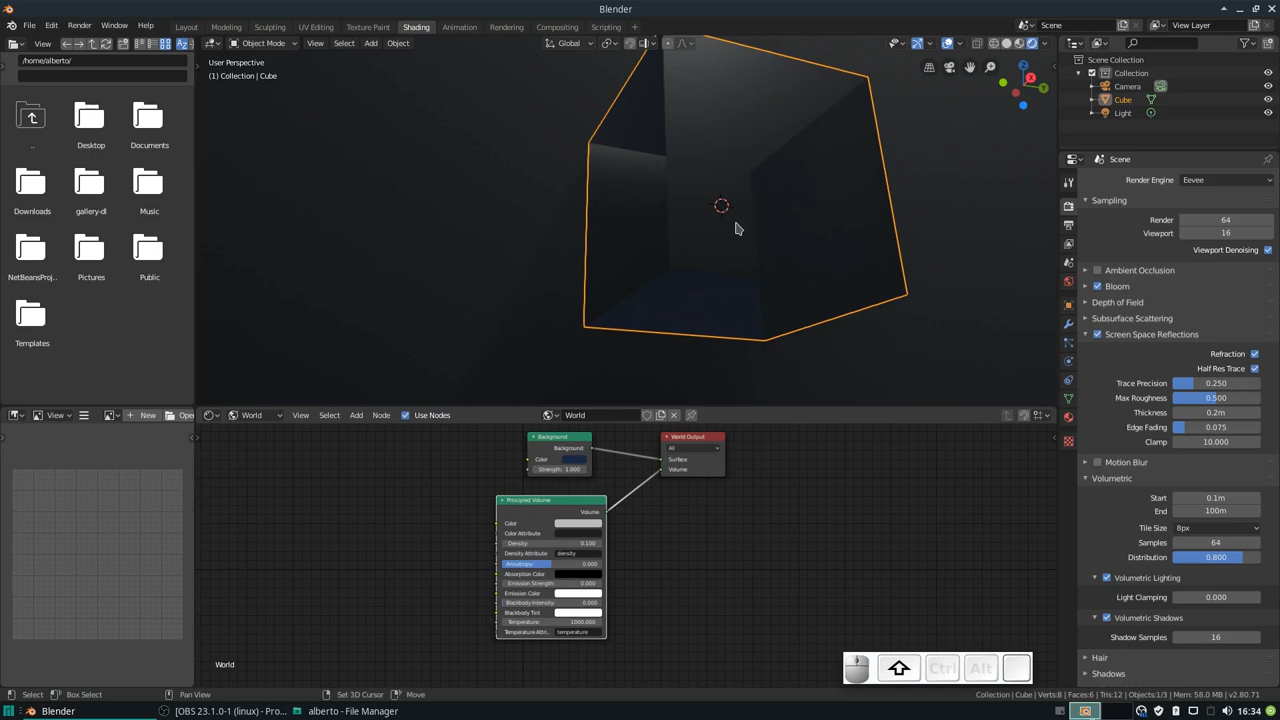 Blender
File Edit Render Window Help
Layout Modeling Sculpting UV Editing Texture Paint Shading Animation Rendering Compositing Scripting +
Scene
View Layer
View
Object Mode View Select Add Object
Global
/home/alberto/
..
Desktop
Documents
Downloads
gallery-dl
Music
NetBeansProj...
Pictures
Public
Templates
User Perspective
(1) Collection | Cube
Scene Collection
Collection
Camera
Cube
Light
Scene
Render Engine Eevee
Sampling
Render 64
Viewport 16
Viewport Denoising
Ambient Occlusion
Bloom
Depth of Field
Subsurface Scattering
Screen Space Reflections
Refraction
Half Res Trace
Trace Precision 0.250
Max Roughness 0.500
Thickness 0.2m
Edge Fading 0.075
Clamp 10.000
Motion Blur
Volumetric
Start 0.1m
End 100m
Tile Size 8px
Samples 64
Distribution 0.800
Volumetric Lighting
Light Clamping 0.000
Volumetric Shadows
Shadow Samples 16
Hair
Shadows
View
New
Ope
World View Select Add Node Use Nodes
World
Background
Background
Color
Strength: 1.000
World Output
All
Surface
Volume
Principled Volume
Volume
Color
Color Attribute
Density: 0.100
Density Attribute density
Anisotropy: 0.000
Absorption Color
Emission Strength: 0.000
Emission Color
Blackbody Intensity: 0.000
Blackbody Tint
Temperature: 1000.000
Temperature Attri.. temperature
World
Ctrl
Alt
Select
Box Select
Pan View
Set 3D Cursor
Move
Collection | Cube | Verts:8 | Faces:6 | Tris:12 | Objects:1/3 | Mem: 58.0 MB | v2.80.71
Blender
[OBS 23.1.0-1 (linux) - Pro...
alberto - File Manager
16:34